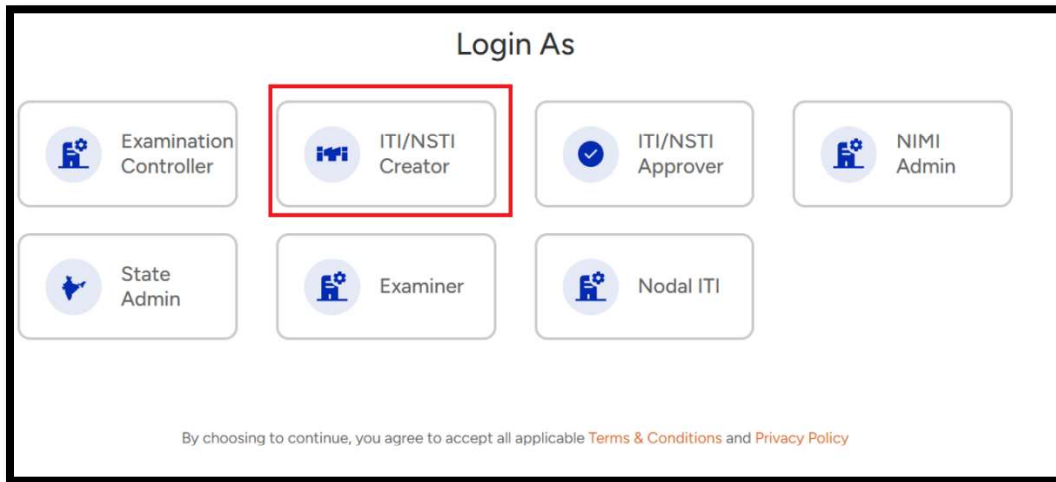 Login As
Examination
Controller
ITI/NSTI
Creator
ITI/NSTI
Approver
NIMI
Admin
State
Admin
Examiner
Nodal ITI
By choosing to continue, you agree to accept all applicable Terms & Conditions and Privacy Policy